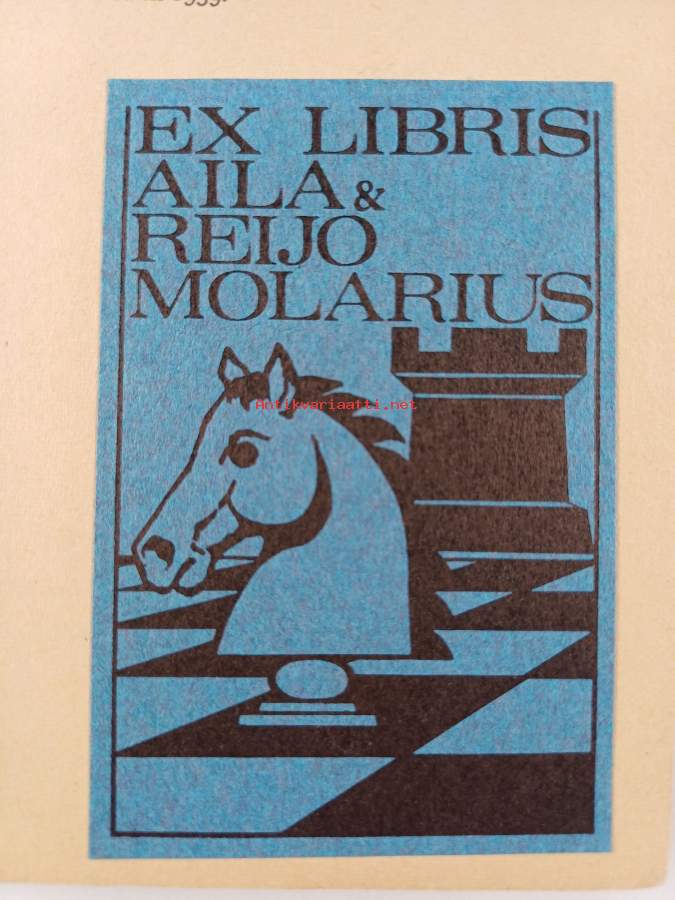 EX LIBRIS
AILA &
REIJO
MOLARIUS
Antikvariaatti.net